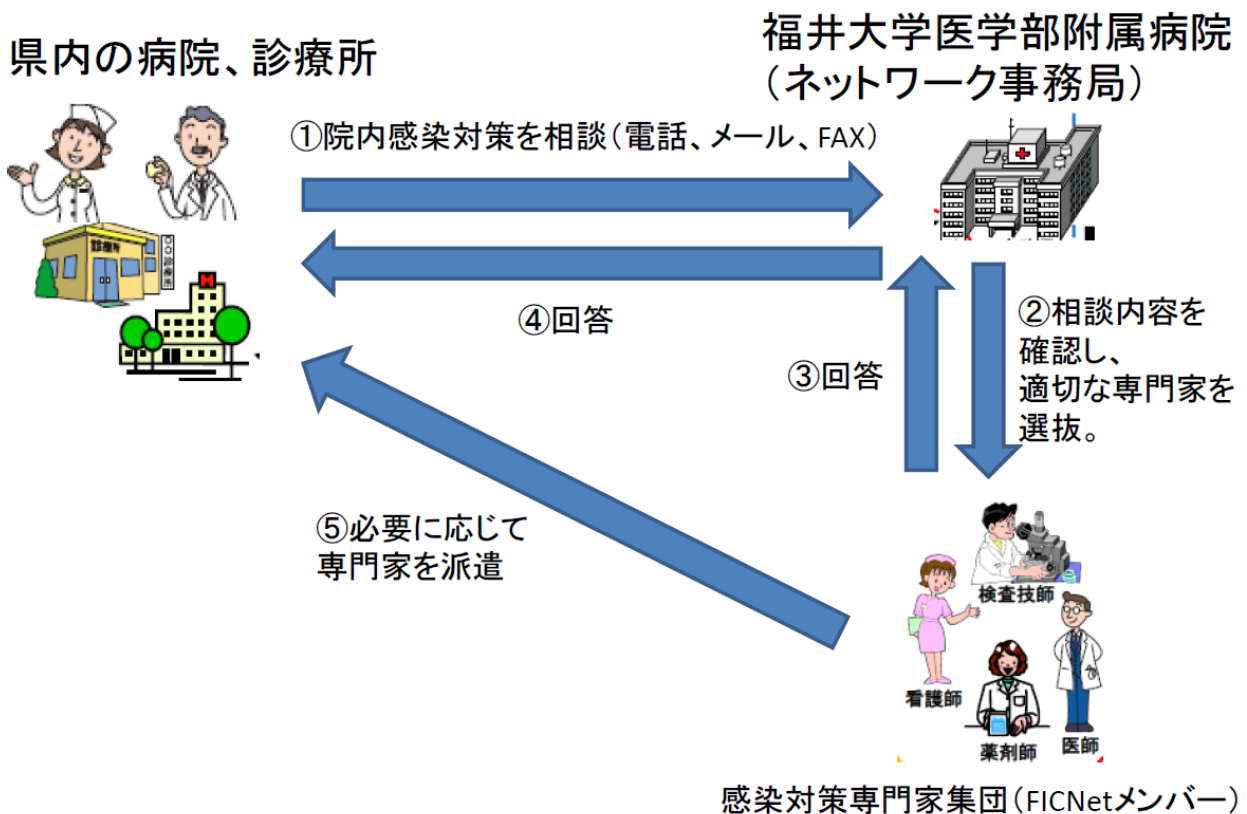 県内の病院、診療所
福井大学医学部附属病院
（ネットワーク事務局）
①院内感染対策を相談（電話、メール、FAX）
診療所
〇〇診療所
H
④回答
③回答
②相談内容を
確認し、
適切な専門家を
選抜。
⑤必要に応じて
専門家を派遣
検査技師
看護師
薬剤師
医師
感染対策専門家集団（FICNetメンバー）